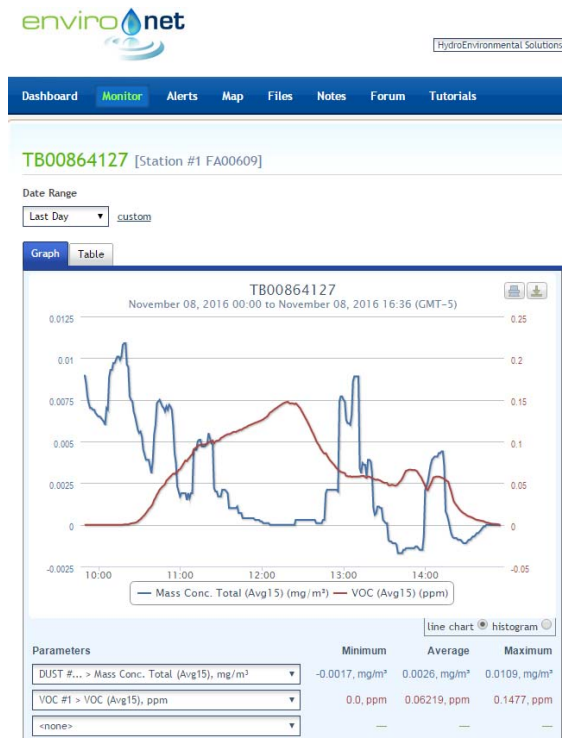 enviro net
HydroEnvironmental Solutions
Dashboard Monitor Alerts Map Files Notes Forum Tutorials
TB00864127 [Station #1 FA00609]
Date Range
Last Day ▼ custom
Graph Table
TB00864127
November 08, 2016 00:00 to November 08, 2016 16:36 (GMT-5)
0.0125 0.25
0.01 0.2
0.0075 0.15
0.005 0.1
0.0025 0.05
0 0
-0.0025 -0.05
10:00 11:00 12:00 13:00 14:00
Mass Conc. Total (Avg15) (mg/m³) VOC (Avg15) (ppm)
line chart histogram
Parameters Minimum Average Maximum
DUST #... > Mass Conc. Total (Avg15), mg/m³ ▼ -0.0017, mg/m³ 0.0026, mg/m³ 0.0109, mg/m³
VOC #1 > VOC (Avg15), ppm ▼ 0.0, ppm 0.06219, ppm 0.1477, ppm
<none> ▼ — — —